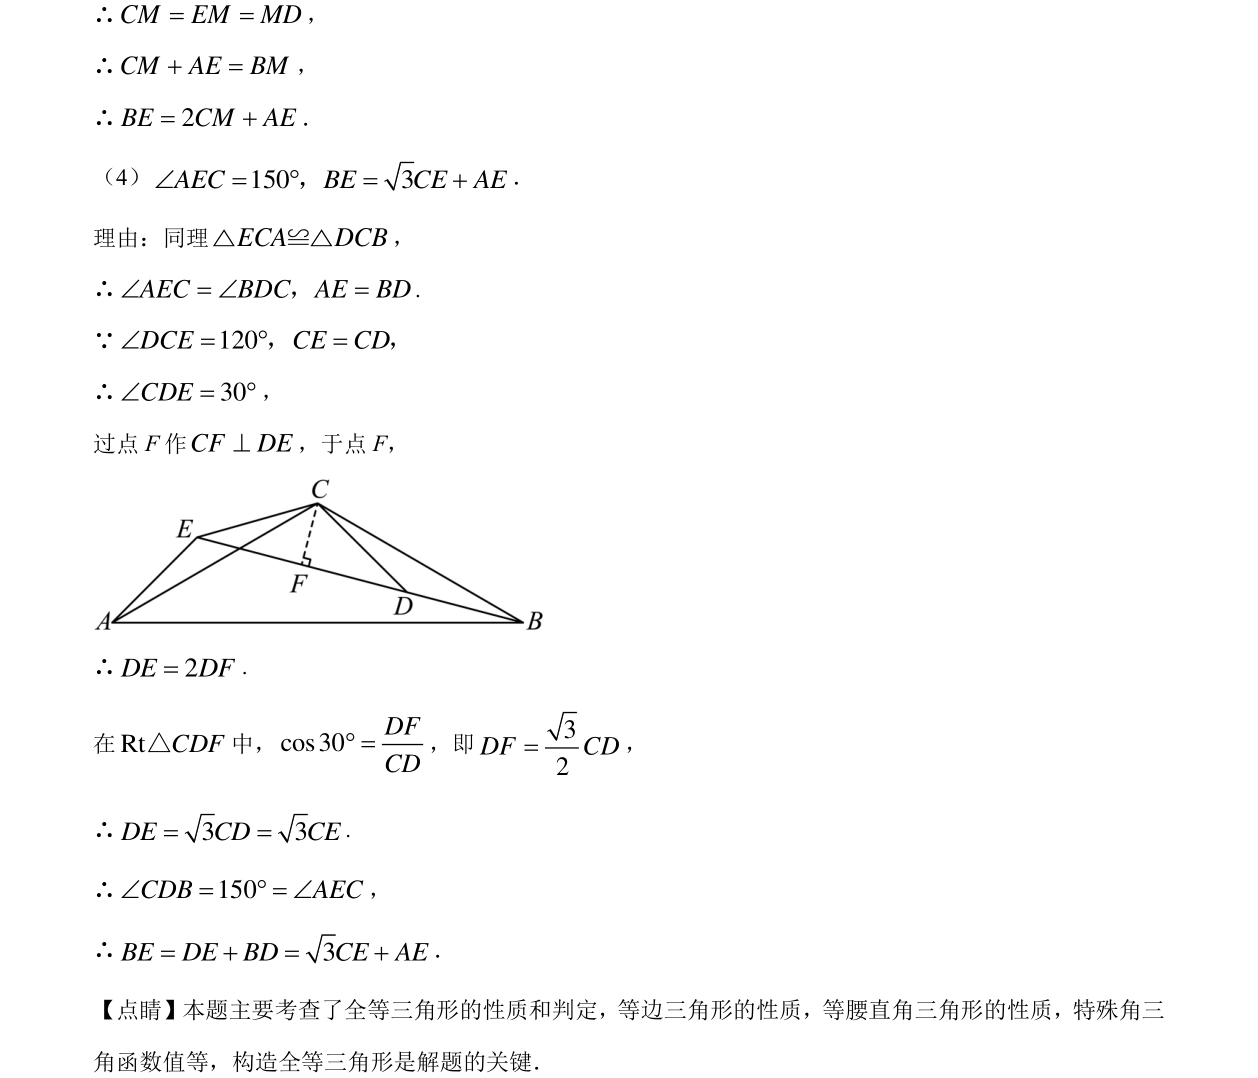 ∴CM = EM = MD，
∴CM + AE = BM，
∴BE = 2CM + AE．
（4）∠AEC = 150°，BE = √3CE + AE．
理由：同理△ECA≌△DCB，
∴∠AEC = ∠BDC，AE = BD．
∵∠DCE = 120°，CE = CD，
∴∠CDE = 30°，
过点 F 作 CF ⊥ DE，于点 F，
C
E
F
D
A
B
∴DE = 2DF．
在 Rt△CDF 中，cos30° = DF/CD，即 DF = √3/2 CD，
∴DE = √3CD = √3CE．
∴∠CDB = 150° = ∠AEC，
∴BE = DE + BD = √3CE + AE．
【点睛】本题主要考查了全等三角形的性质和判定，等边三角形的性质，等腰直角三角形的性质，特殊角三
角函数值等，构造全等三角形是解题的关键．